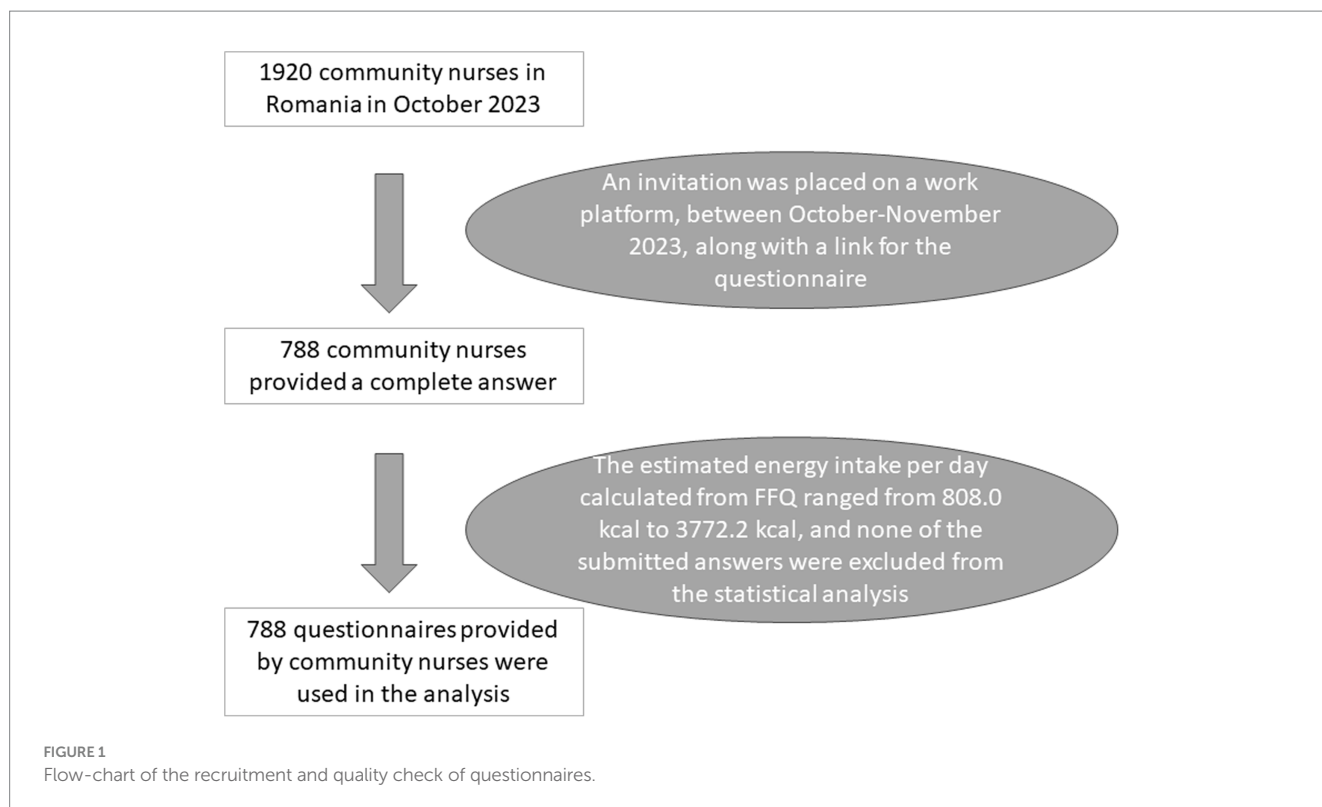 1920 community nurses in
Romania in October 2023
An invitation was placed on a work
platform, between October-November
2023, along with a link for the
questionnaire
788 community nurses
provided a complete answer
The estimated energy intake per day
calculated from FFQ ranged from 808.0
kcal to 3772.2 kcal, and none of the
submitted answers were excluded from
the statistical analysis
788 questionnaires provided
by community nurses were
used in the analysis
FIGURE 1
Flow-chart of the recruitment and quality check of questionnaires.